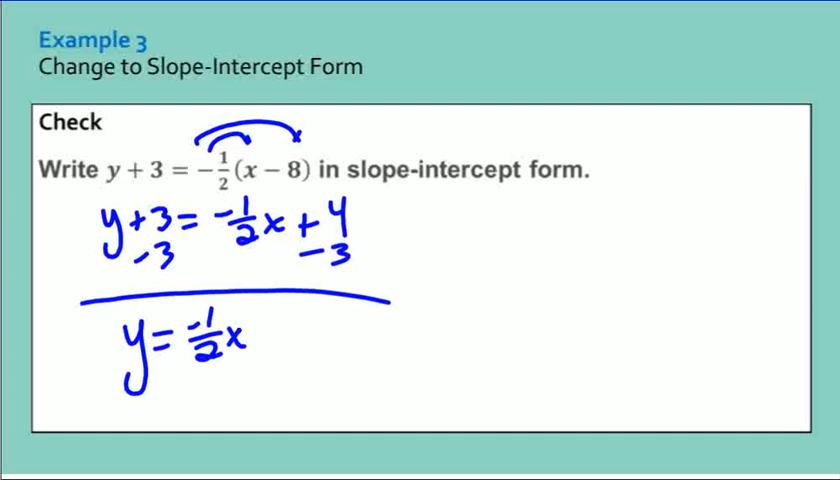 Example 3
Change to Slope-Intercept Form
Check
Write y + 3 = −1/2(x − 8) in slope-intercept form.
y+3= -1/2x +4
-3 -3
y= -1/2x